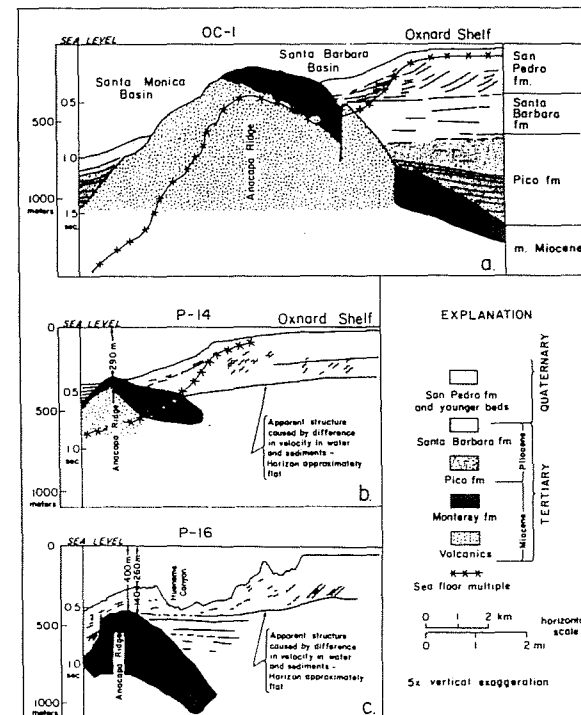 OC-1
Oxnard Shelf
SEA LEVEL
Santa Barbara
Basin
Santa Monica
Basin
0.5
500
1.0
1000
meters
1.5
sec.
Anacapa Ridge
San
Pedro
fm.
Santa
Barbara
fm
Pico fm
m. Miocene
a.
P-14
Oxnard Shelf
SEA LEVEL
0
290 m
0.5
500
1.0
sec.
1000
meters
Anacapa Ridge
Apparent structure
caused by difference
in velocity in water
and sediments -
Horizon approximately
flat
b.
P-16
SEA LEVEL
0
400 m
260 m
Hueneme
Canyon
0.5
500
1.0
sec.
1000
meters
Anacapa Ridge
Apparent structure
caused by difference
in velocity in water
and sediments -
Horizon approximately
flat
c.
EXPLANATION
San Pedro fm
and younger beds
Santa Barbara fm
Pico fm
Monterey fm
Volcanics
Sea floor multiple
QUATERNARY
Pliocene
Miocene
TERTIARY
0 1 2 km
0 1 2 mi
horizontal
scale
5x vertical exaggeration